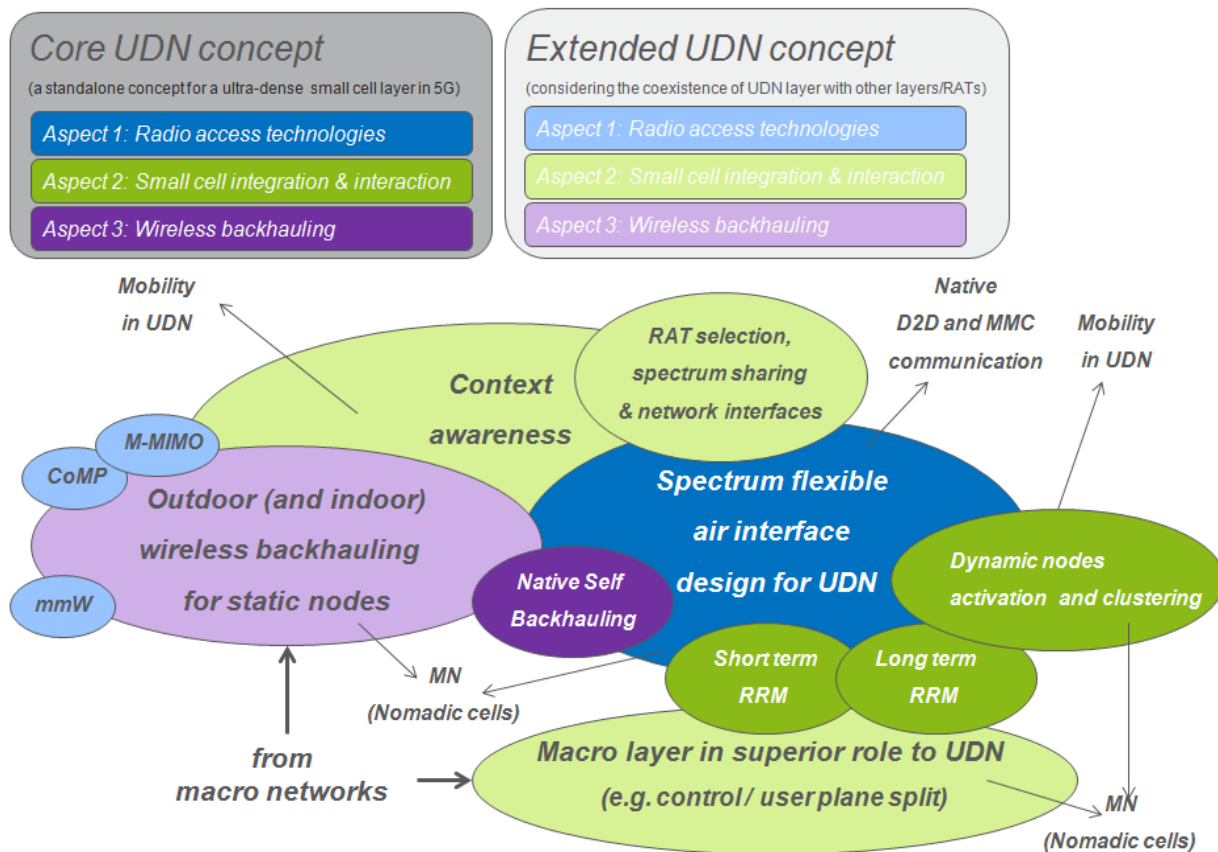 Core UDN concept
(a standalone concept for a ultra-dense small cell layer in 5G)
Aspect 1: Radio access technologies
Aspect 2: Small cell integration & interaction
Aspect 3: Wireless backhauling
Extended UDN concept
(considering the coexistence of UDN layer with other layers/RATs)
Aspect 1: Radio access technologies
Aspect 2: Small cell integration & interaction
Aspect 3: Wireless backhauling
Mobility
in UDN
Native
D2D and MMC
communication
Mobility
in UDN
RAT selection,
spectrum sharing
& network interfaces
Context
awareness
M-MIMO
CoMP
Outdoor (and indoor)
wireless backhauling
for static nodes
mmW
Spectrum flexible
air interface
design for UDN
Native Self
Backhauling
Dynamic nodes
activation and clustering
Short term
RRM
Long term
RRM
MN
(Nomadic cells)
from
macro networks
Macro layer in superior role to UDN
(e.g. control / user plane split)
MN
(Nomadic cells)